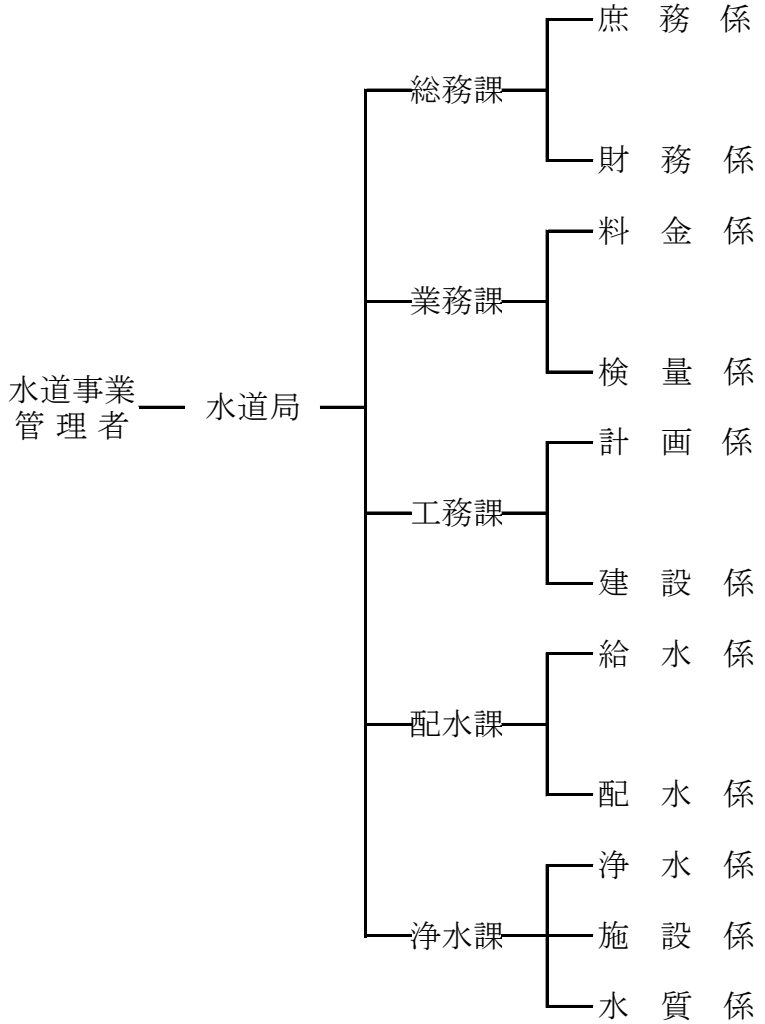 水道事業
管理者
水道局
総務課
庶務係
財務係
業務課
料金係
検量係
工務課
計画係
建設係
配水課
給水係
配水係
浄水課
浄水係
施設係
水質係